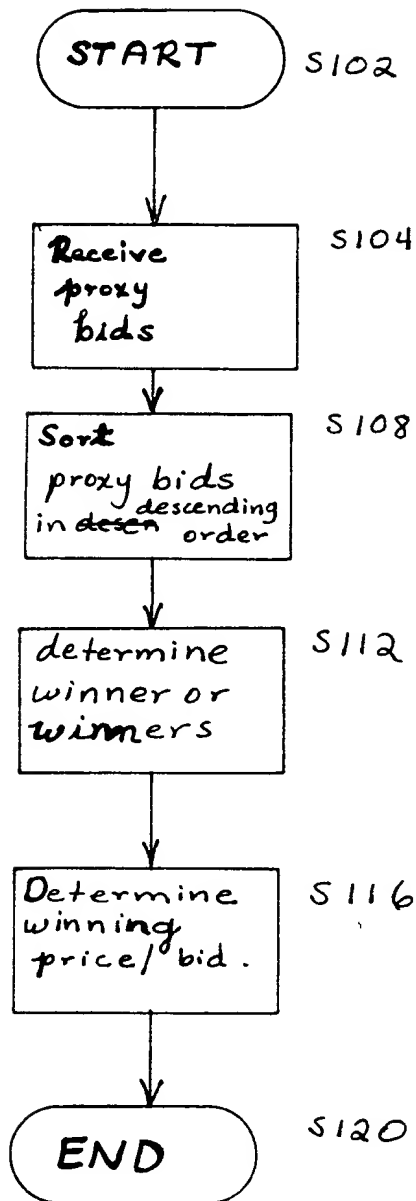 START S102
Receive S104
proxy
bids
Sort S108
proxy bids
in desen descending order
determine S112
winner or
winners
Determine S116
winning
price/ bid.
END S120